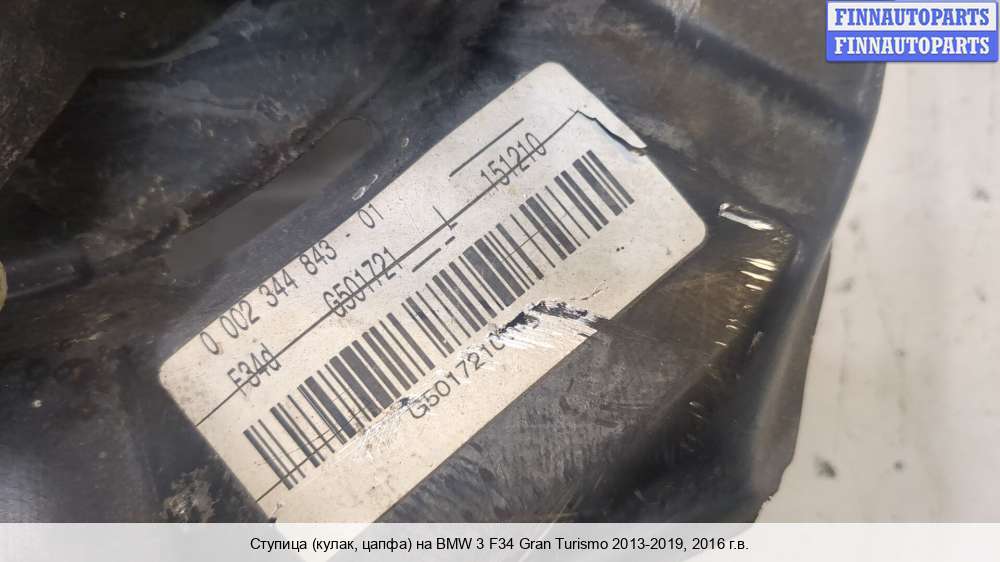 FINNAUTOPARTS
FINNAUTOPARTS
0 002 344 843 - 01
F34d G501721 L 151210
Ступица (кулак, цапфа) на BMW 3 F34 Gran Turismo 2013-2019, 2016 г.в.